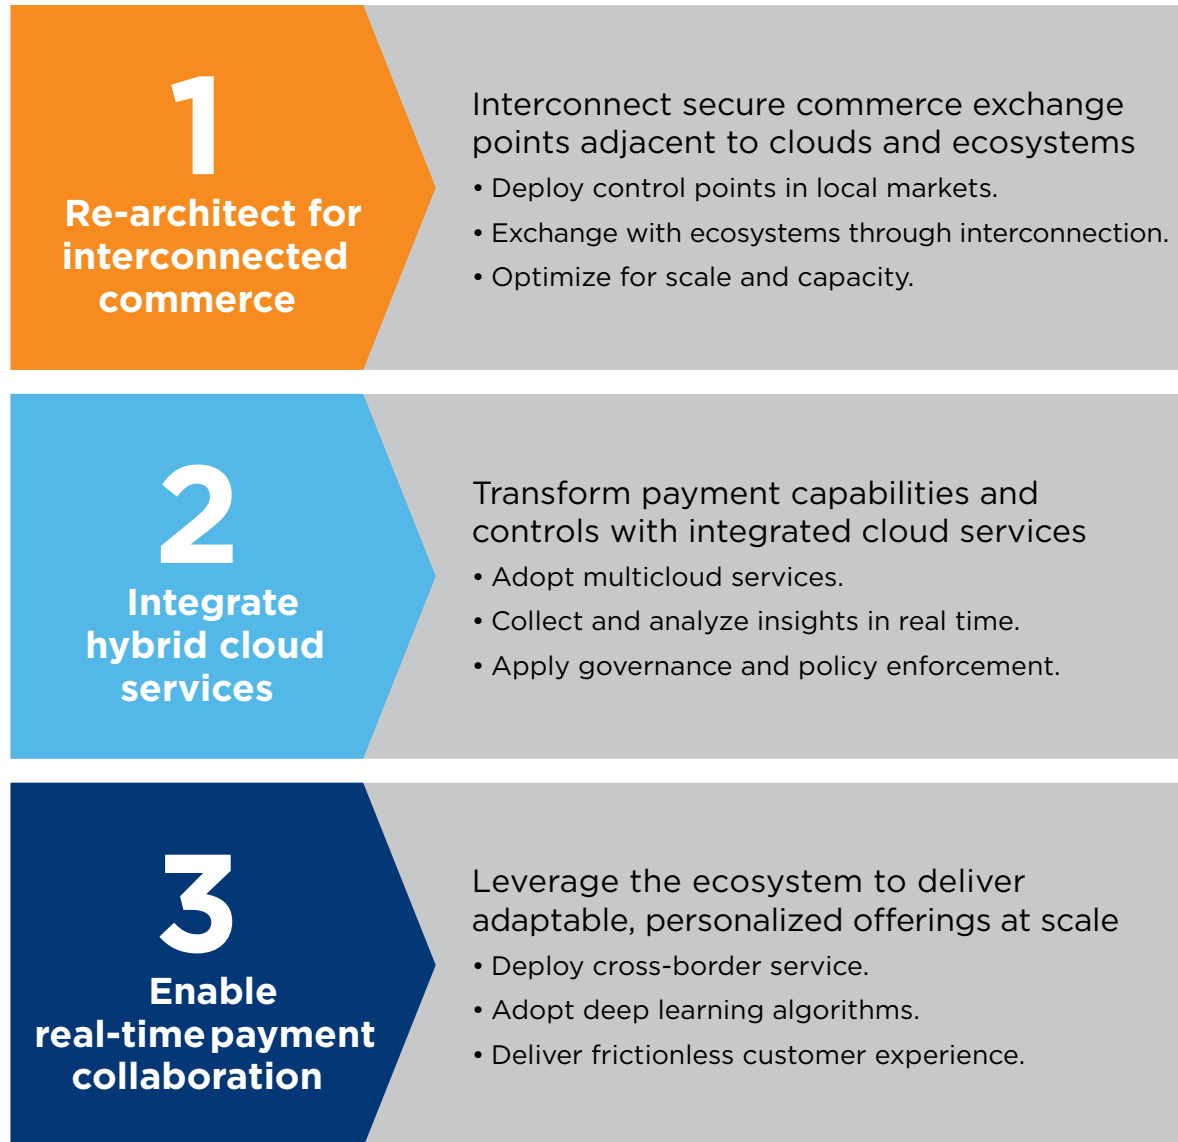 1
Re-architect for
interconnected
commerce
Interconnect secure commerce exchange
points adjacent to clouds and ecosystems
• Deploy control points in local markets.
• Exchange with ecosystems through interconnection.
• Optimize for scale and capacity.
2
Integrate
hybrid cloud
services
Transform payment capabilities and
controls with integrated cloud services
• Adopt multicloud services.
• Collect and analyze insights in real time.
• Apply governance and policy enforcement.
3
Enable
real-time payment
collaboration
Leverage the ecosystem to deliver
adaptable, personalized offerings at scale
• Deploy cross-border service.
• Adopt deep learning algorithms.
• Deliver frictionless customer experience.